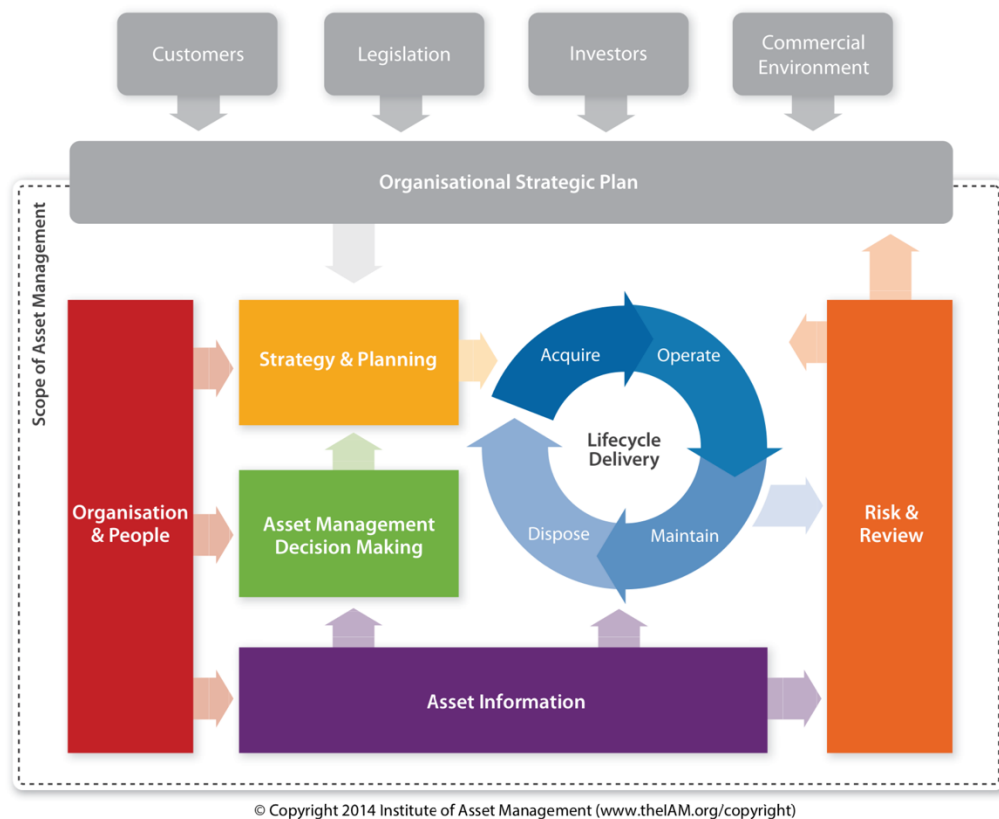 Customers
Legislation
Investors
Commercial
Environment
Organisational Strategic Plan
Scope of Asset Management
Organisation
& People
Strategy & Planning
Asset Management
Decision Making
Acquire
Operate
Lifecycle
Delivery
Dispose
Maintain
Risk &
Review
Asset Information
© Copyright 2014 Institute of Asset Management (www.theIAM.org/copyright)